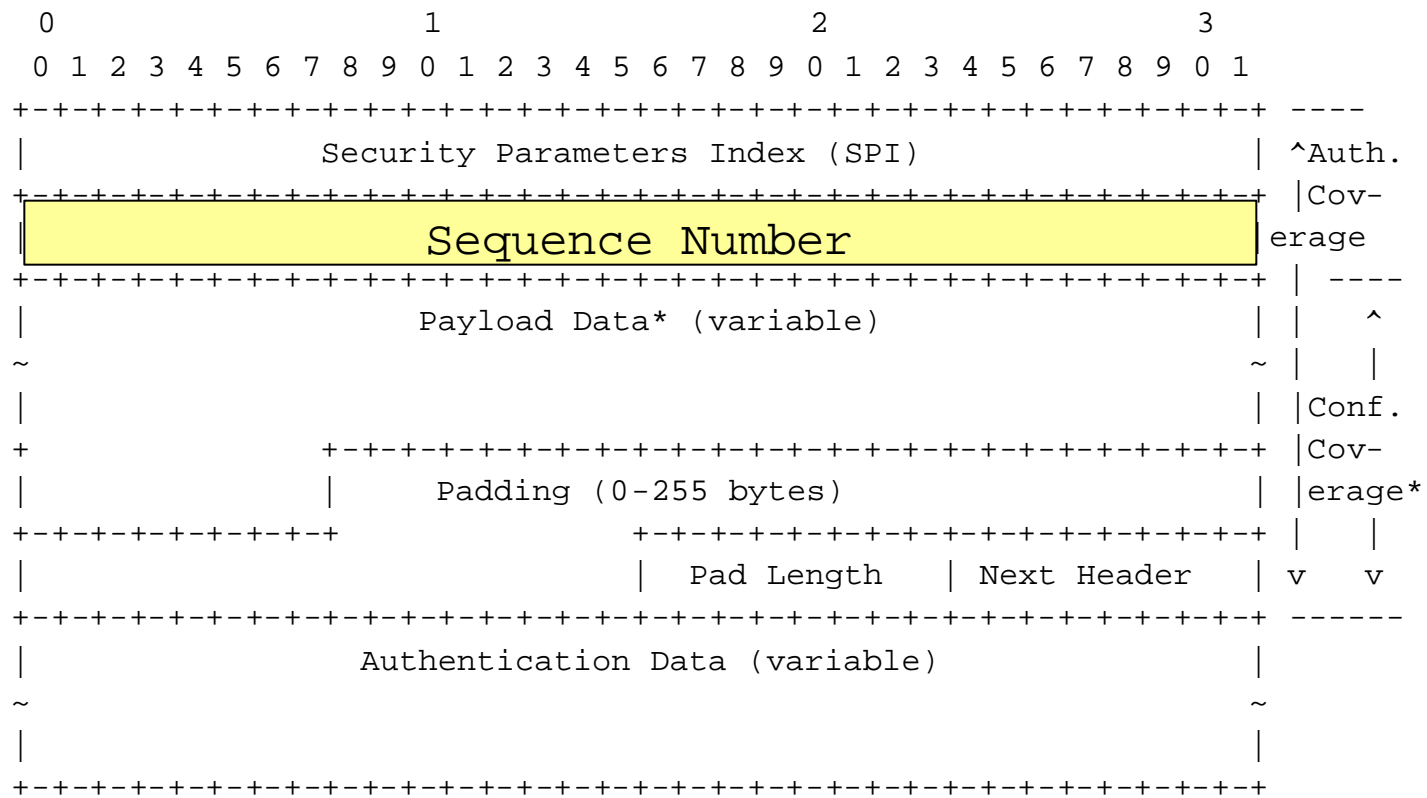 0                   1                   2                   3
 0 1 2 3 4 5 6 7 8 9 0 1 2 3 4 5 6 7 8 9 0 1 2 3 4 5 6 7 8 9 0 1
+-+-+-+-+-+-+-+-+-+-+-+-+-+-+-+-+-+-+-+-+-+-+-+-+-+-+-+-+-+-+-+-+ ----
|               Security Parameters Index (SPI)                 | ^Auth.
+-+-+-+-+-+-+-+-+-+-+-+-+-+-+-+-+-+-+-+-+-+-+-+-+-+-+-+-+-+-+-+-+ |Cov-
|                     Sequence Number                           |erage
+-+-+-+-+-+-+-+-+-+-+-+-+-+-+-+-+-+-+-+-+-+-+-+-+-+-+-+-+-+-+-+-+ | ----
|                    Payload Data* (variable)                   | |   ^
~                                                               ~ |   |
|                                                               | |Conf.
+               +-+-+-+-+-+-+-+-+-+-+-+-+-+-+-+-+-+-+-+-+-+-+-+-+ |Cov-
|               |     Padding (0-255 bytes)                     | |erage*
+-+-+-+-+-+-+-+-+               +-+-+-+-+-+-+-+-+-+-+-+-+-+-+-+-+ |   |
|                               |  Pad Length   | Next Header   | v   v
+-+-+-+-+-+-+-+-+-+-+-+-+-+-+-+-+-+-+-+-+-+-+-+-+-+-+-+-+-+-+-+-+ ------
|                 Authentication Data (variable)                |
~                                                               ~
|                                                               |
+-+-+-+-+-+-+-+-+-+-+-+-+-+-+-+-+-+-+-+-+-+-+-+-+-+-+-+-+-+-+-+-+